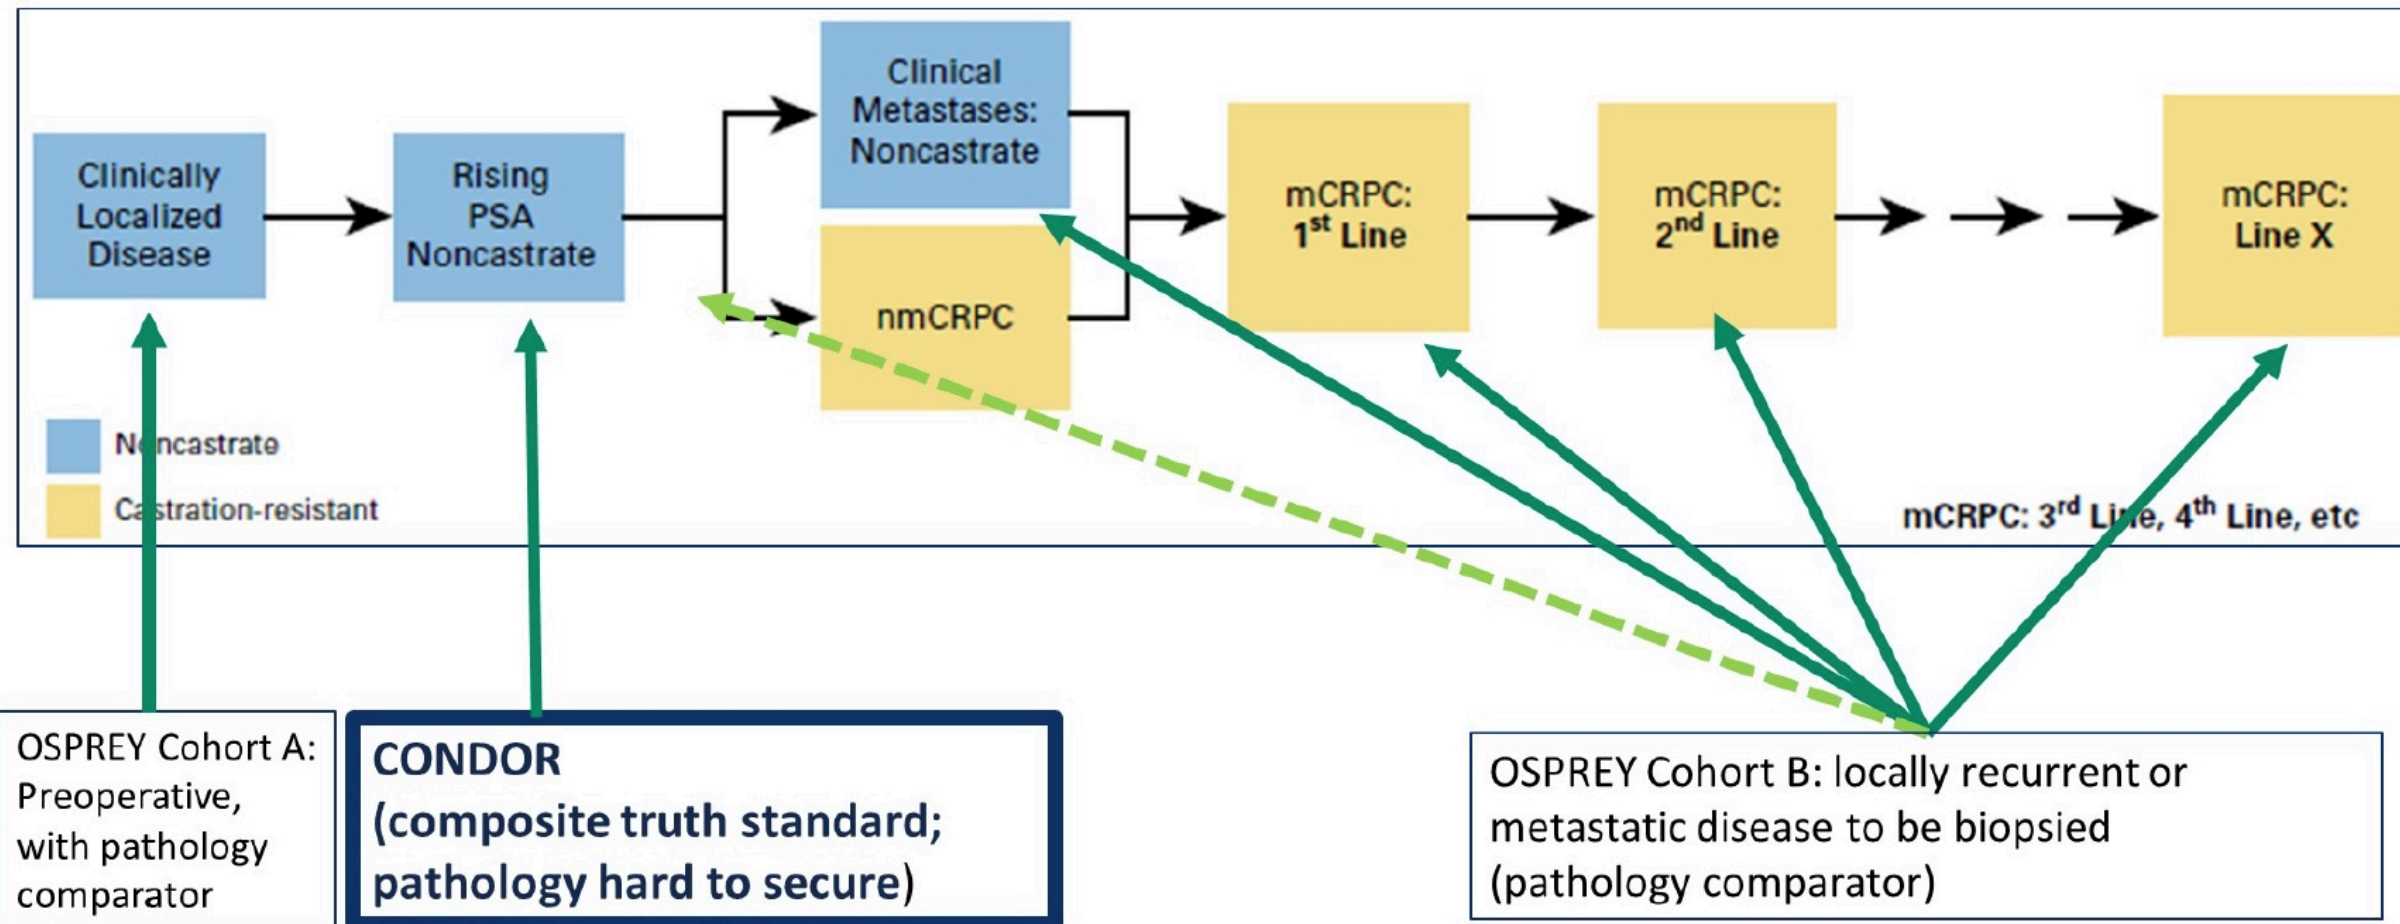 Clinically
Localized
Disease
Rising
PSA
Noncastrate
Clinical
Metastases:
Noncastrate
nmCRPC
mCRPC:
1st Line
mCRPC:
2nd Line
mCRPC:
Line X
Noncastrate
Castration-resistant
mCRPC: 3rd Line, 4th Line, etc
OSPREY Cohort A:
Preoperative,
with pathology
comparator
CONDOR
(composite truth standard;
pathology hard to secure)
OSPREY Cohort B: locally recurrent or
metastatic disease to be biopsied
(pathology comparator)